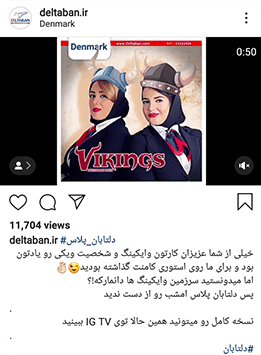 deltaban.ir
Denmark
Denmark
www.Deltaban.com
0:50
VIKINGS
11,704 views
deltaban.ir دلتابان_پلاس#
خیلی از شما عزیزان کارتون وایکینگ و شخصیت ویکی رو یادتون
بود و برای ما روی استوری کامنت گذاشته بودید😉👌🏻
اما میدونستید سرزمین وایکینگ ها دانمارکه!؟
پس دلتابان پلاس امشب رو از دست ندید
.
نسخه کامل رو میتونید همین حالا توی IG TV ببینید
.
#دلتابان